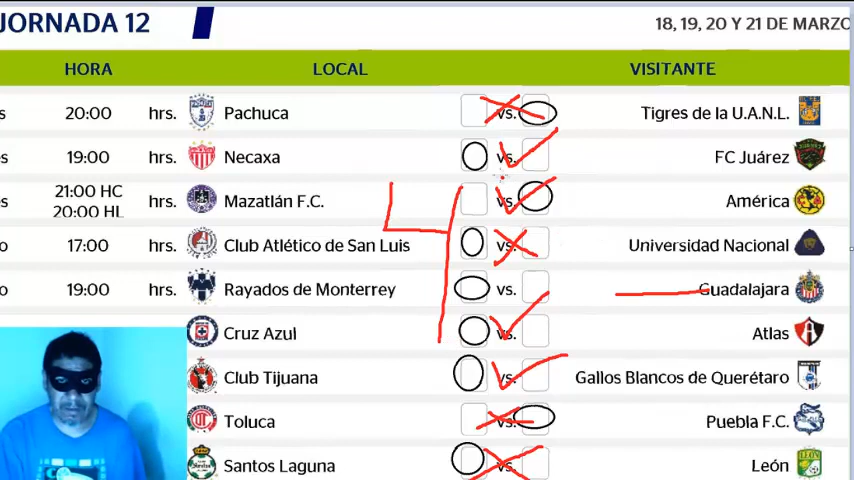 JORNADA 12
18, 19, 20 Y 21 DE MARZO
HORA LOCAL VISITANTE
20:00 hrs. Pachuca vs. Tigres de la U.A.N.L.
19:00 hrs. Necaxa vs. FC Juárez
21:00 HC
20:00 HL hrs. Mazatlán F.C. vs. América
17:00 hrs. Club Atlético de San Luis vs. Universidad Nacional
19:00 hrs. Rayados de Monterrey vs. Guadalajara
Cruz Azul vs. Atlas
Club Tijuana vs. Gallos Blancos de Querétaro
Toluca vs. Puebla F.C.
Santos Laguna vs. León
4